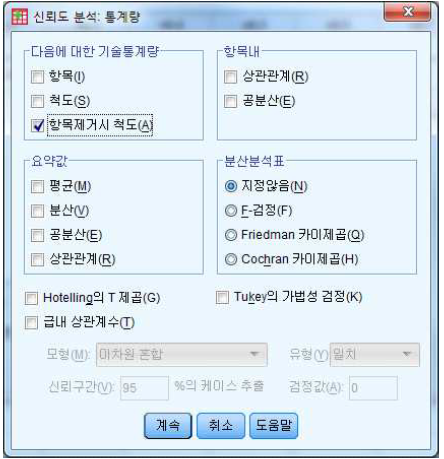 신뢰도 분석: 통계량
다음에 대한 기술통계량
항목(I)
척도(S)
항목제거시 척도(A)
항목내
상관관계(R)
공분산(E)
요약값
평균(M)
분산(V)
공분산(E)
상관관계(R)
분산분석표
지정않음(N)
F-검정(F)
Friedman 카이제곱(Q)
Cochran 카이제곱(H)
Hotelling의 T 제곱(G)
Tukey의 가법성 검정(K)
급내 상관계수(T)
모형(M): 이차원 혼합 유형(Y) 일치
신뢰구간(V): 95 %의 케이스 추출 검정값(A): 0
계속 취소 도움말